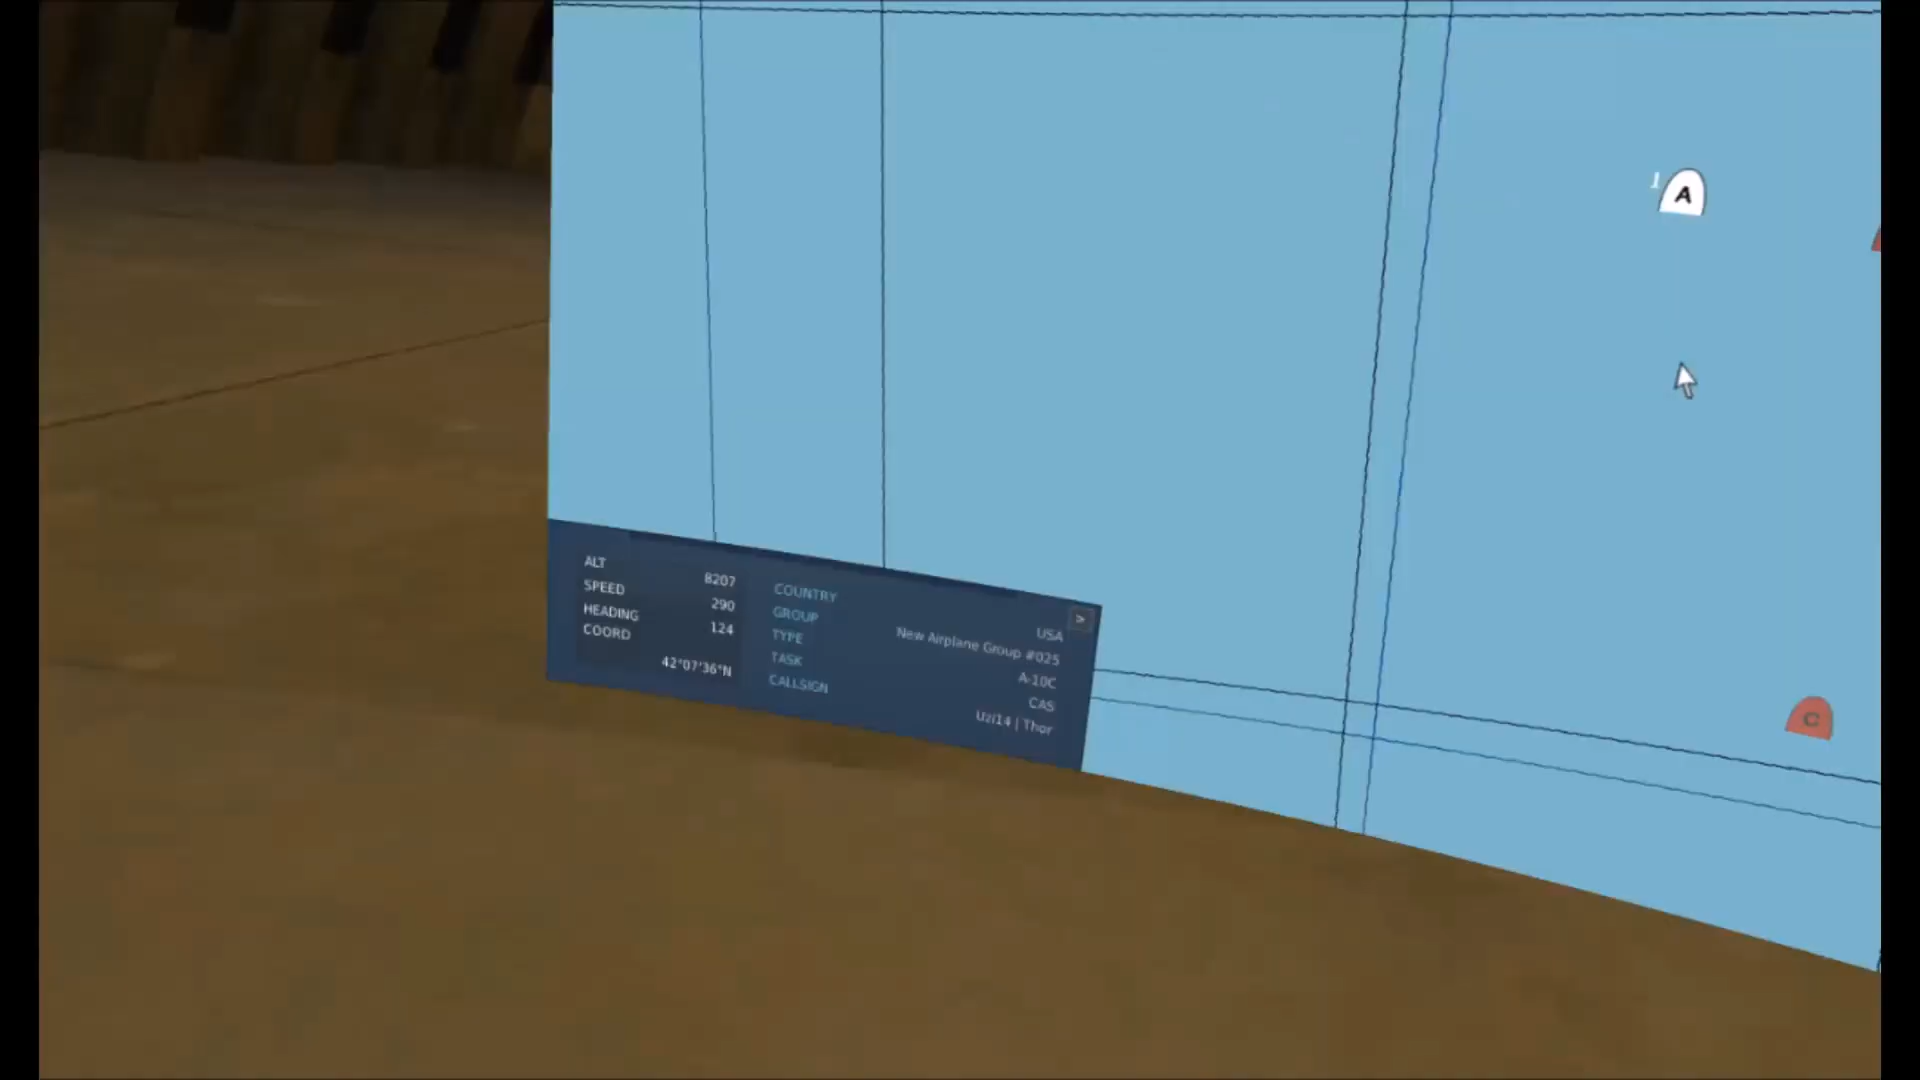 1
A
ALT 8207
SPEED 290
HEADING 124
COORD
42°07'36"N
COUNTRY USA
GROUP New Airplane Group #025
TYPE A-10C
TASK CAS
CALLSIGN Uzi14 | Thor
>
C